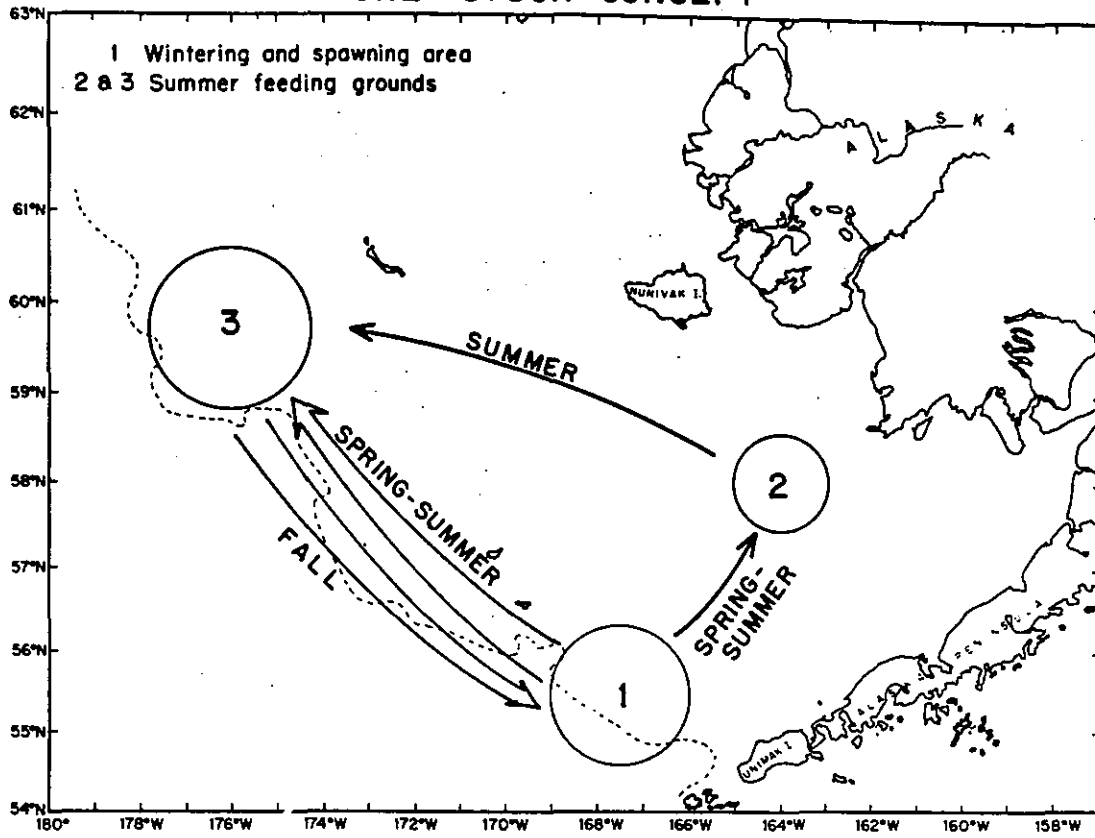 63°N
1 Wintering and spawning area
2 & 3 Summer feeding grounds
62°N
ALASKA
61°N
60°N
NUNIVAK I.
3
SUMMER
59°N
SPRING-SUMMER
58°N
2
FALL
57°N
SPRING-
SUMMER
56°N
1
ALASKA PENINSULA
55°N
UNIMAK I.
54°N
180° 178°W 176°W 174°W 172°W 170°W 168°W 166°W 164°W 162°W 160°W 158°W